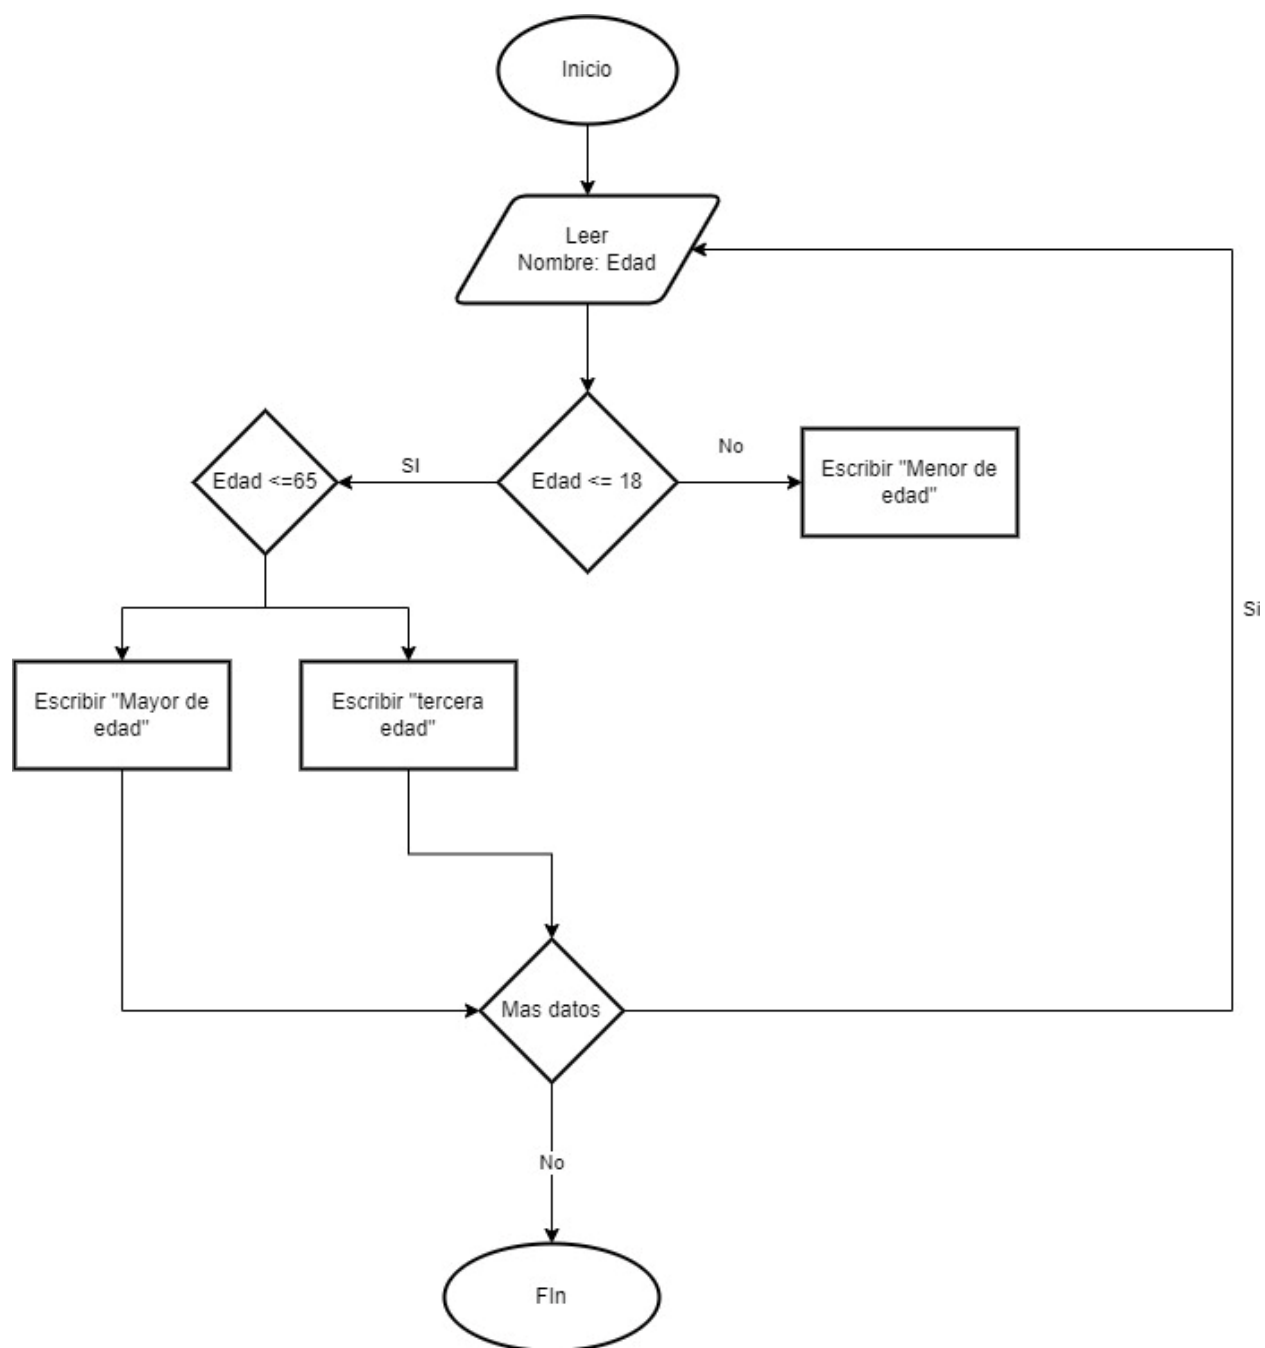 Inicio
Leer
Nombre: Edad
Edad <=65
SI
Edad <= 18
No
Escribir "Menor de
edad"
Si
Escribir "Mayor de
edad"
Escribir "tercera
edad"
Mas datos
No
FIn